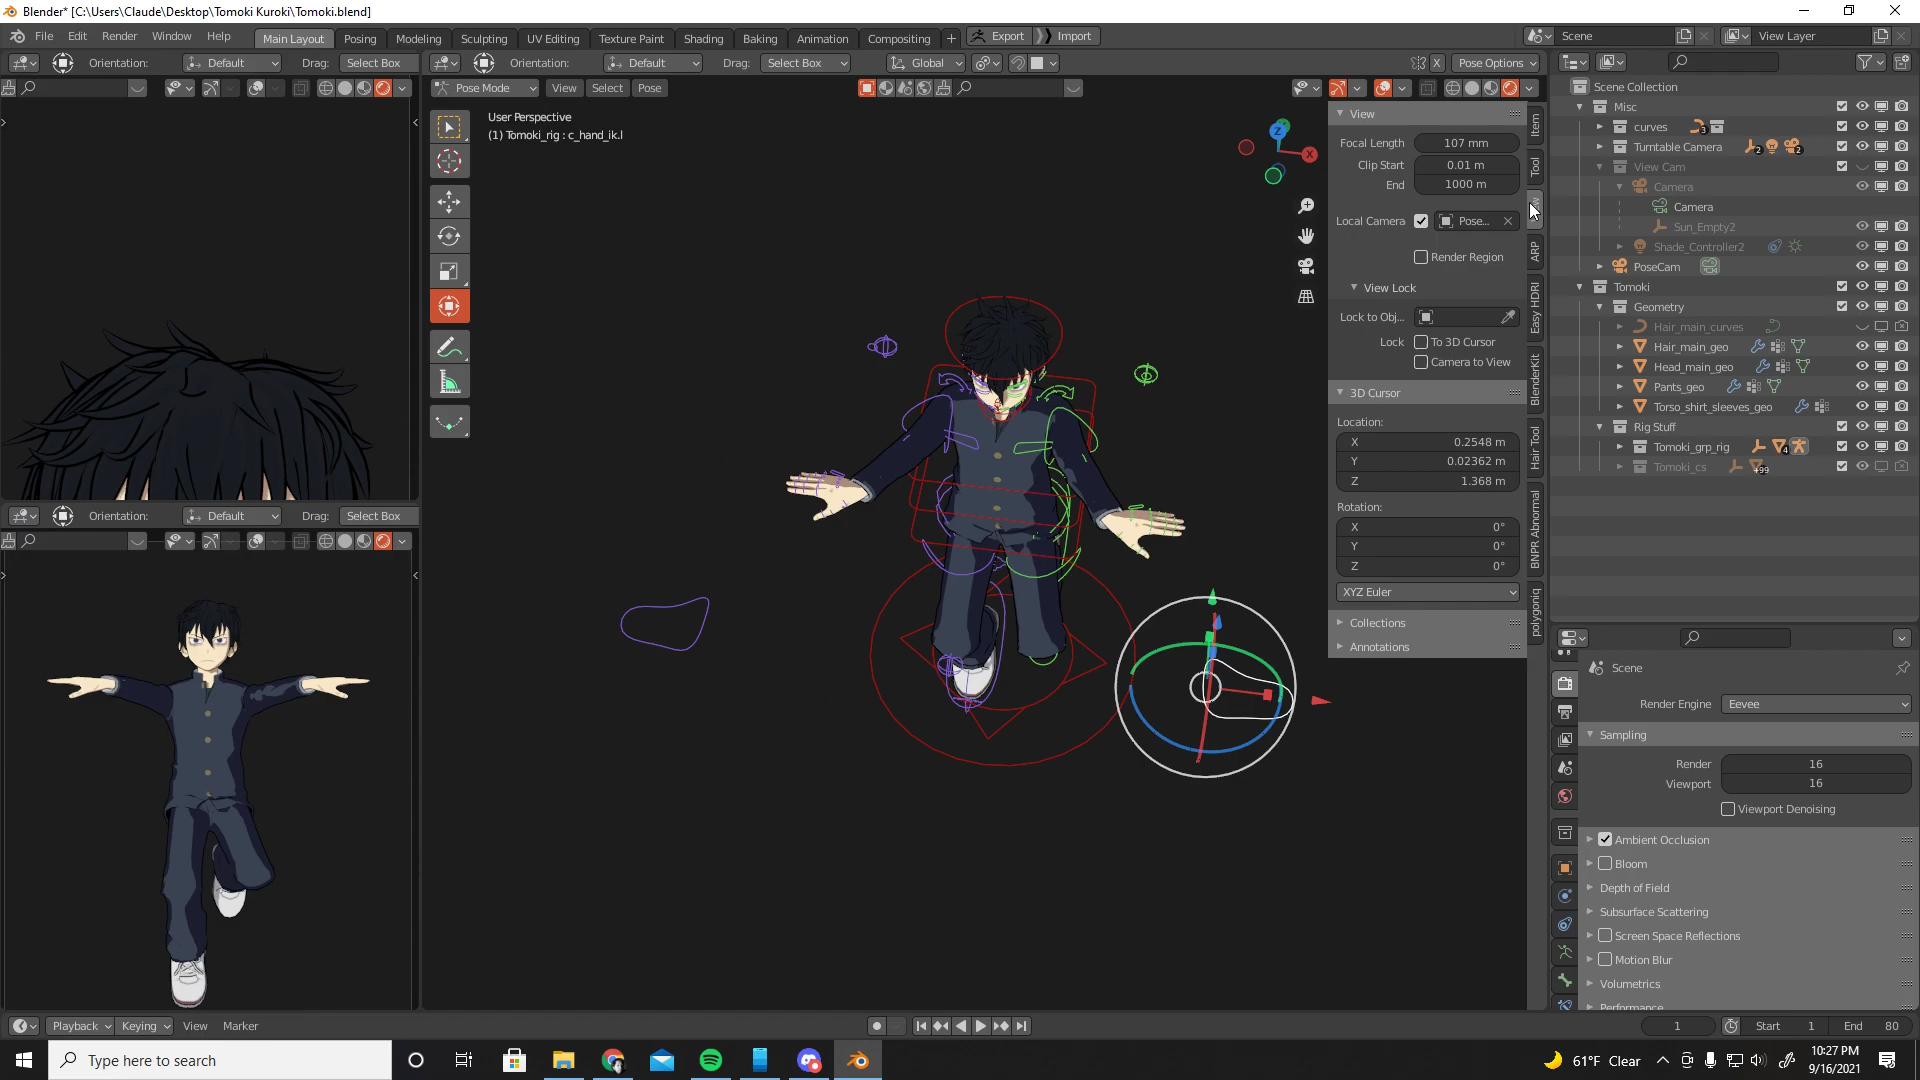 Blender* [C:\Users\Claude\Desktop\Tomoki Kuroki\Tomoki.blend]
File Edit Render Window Help Main Layout Posing Modeling Sculpting UV Editing Texture Paint Shading Baking Animation Compositing + Export Import Scene View Layer
Orientation: Default Drag: Select Box Orientation: Default Drag: Select Box Global X Pose Options
Pose Mode View Select Pose
User Perspective
(1) Tomoki_rig : c_hand_ik.l
Z
X
View
Focal Length 107 mm
Clip Start 0.01 m
End 1000 m
Local Camera Pose...
Render Region
View Lock
Lock to Obj...
Lock To 3D Cursor
Camera to View
3D Cursor
Location:
X 0.2548 m
Y 0.02362 m
Z 1.368 m
Rotation:
X 0°
Y 0°
Z 0°
XYZ Euler
Collections
Annotations
Item
Tool
ARP
Easy HDRI
BlenderKit
Hair Tool
BNPR Abnormal
polygoniq
Scene Collection
Misc
curves 3
Turntable Camera 2 2
View Cam
Camera
Camera
Sun_Empty2
Shade_Controller2
PoseCam
Tomoki
Geometry
Hair_main_curves
Hair_main_geo
Head_main_geo
Pants_geo
Torso_shirt_sleeves_geo
Rig Stuff
Tomoki_grp_rig 4
Tomoki_cs +99
Orientation: Default Drag: Select Box
Scene
Render Engine Eevee
Sampling
Render 16
Viewport 16
Viewport Denoising
Ambient Occlusion
Bloom
Depth of Field
Subsurface Scattering
Screen Space Reflections
Motion Blur
Volumetrics
Performance
Playback Keying View Marker 1 Start 1 End 80
Type here to search
61°F Clear
10:27 PM
9/16/2021